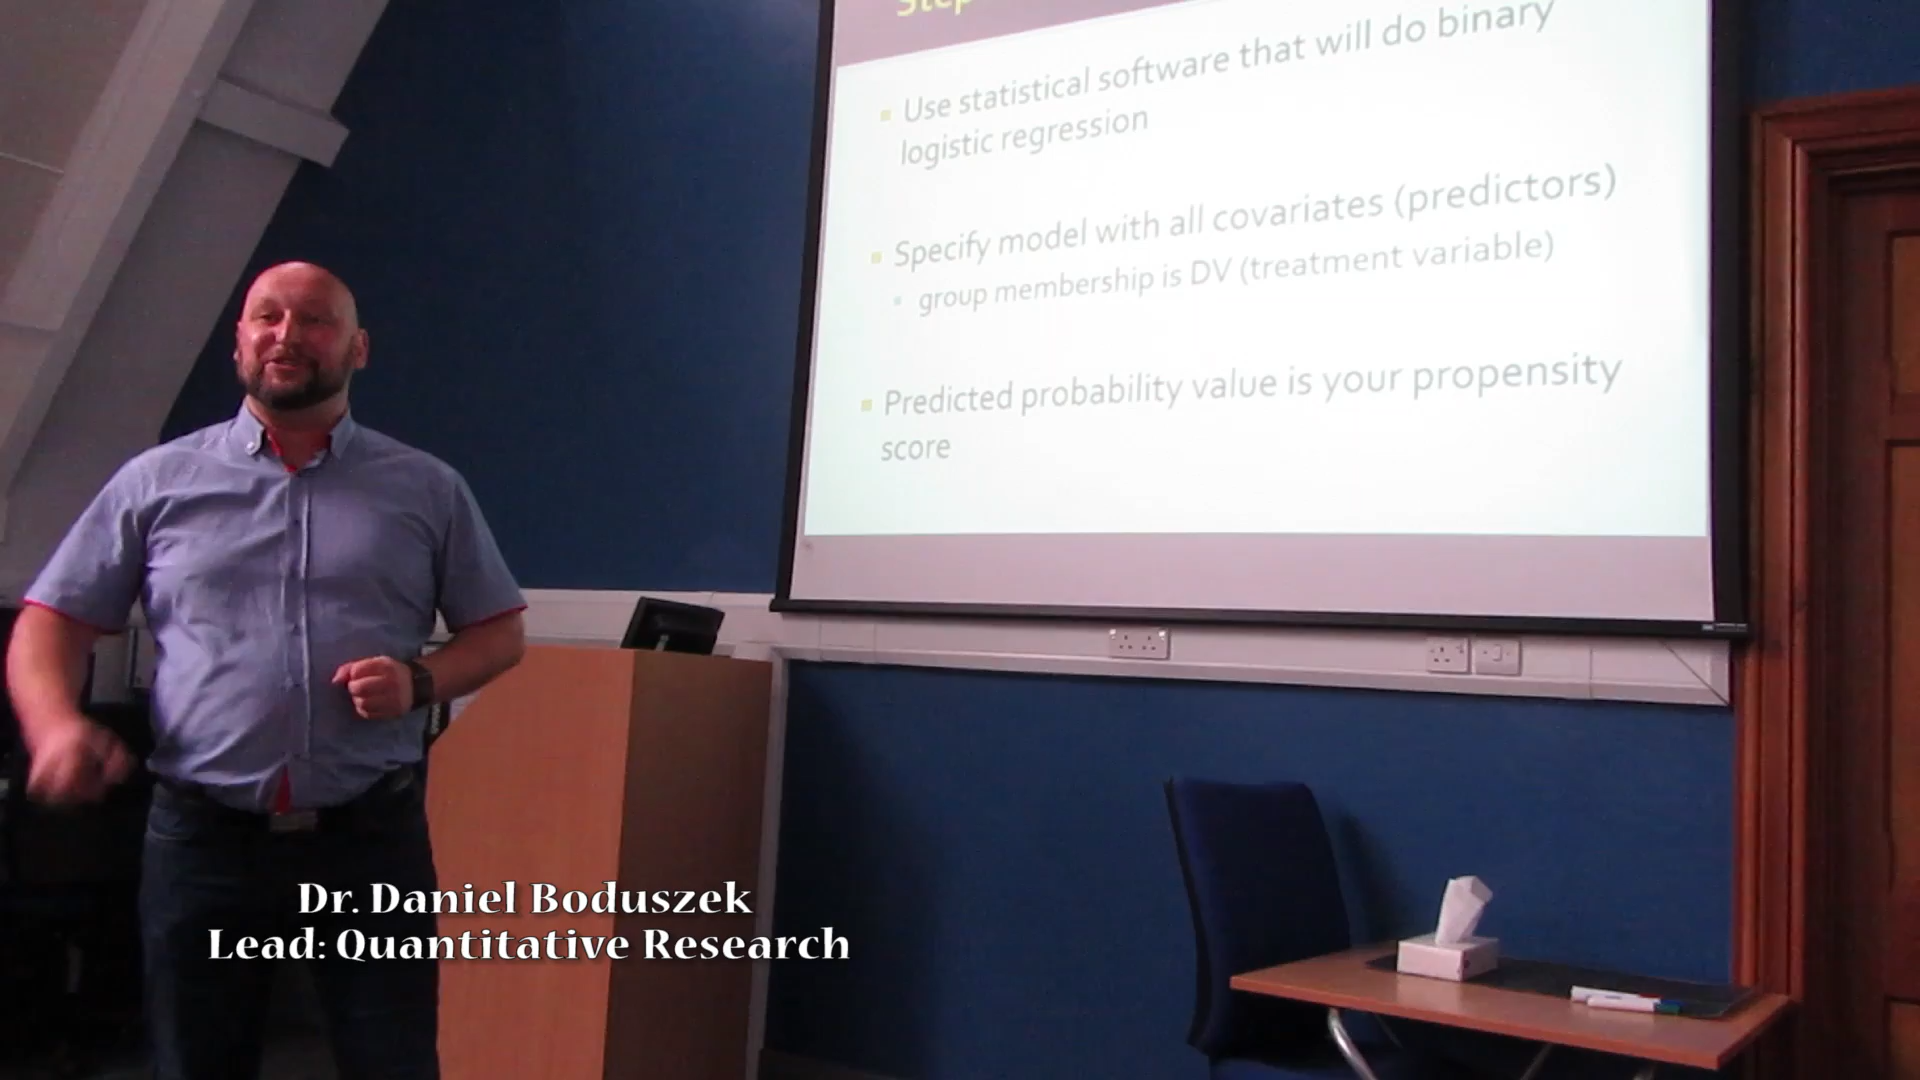 Use statistical software that will do binary
logistic regression
Specify model with all covariates (predictors)
group membership is DV (treatment variable)
Predicted probability value is your propensity
score
Dr. Daniel Boduszek
Lead: Quantitative Research